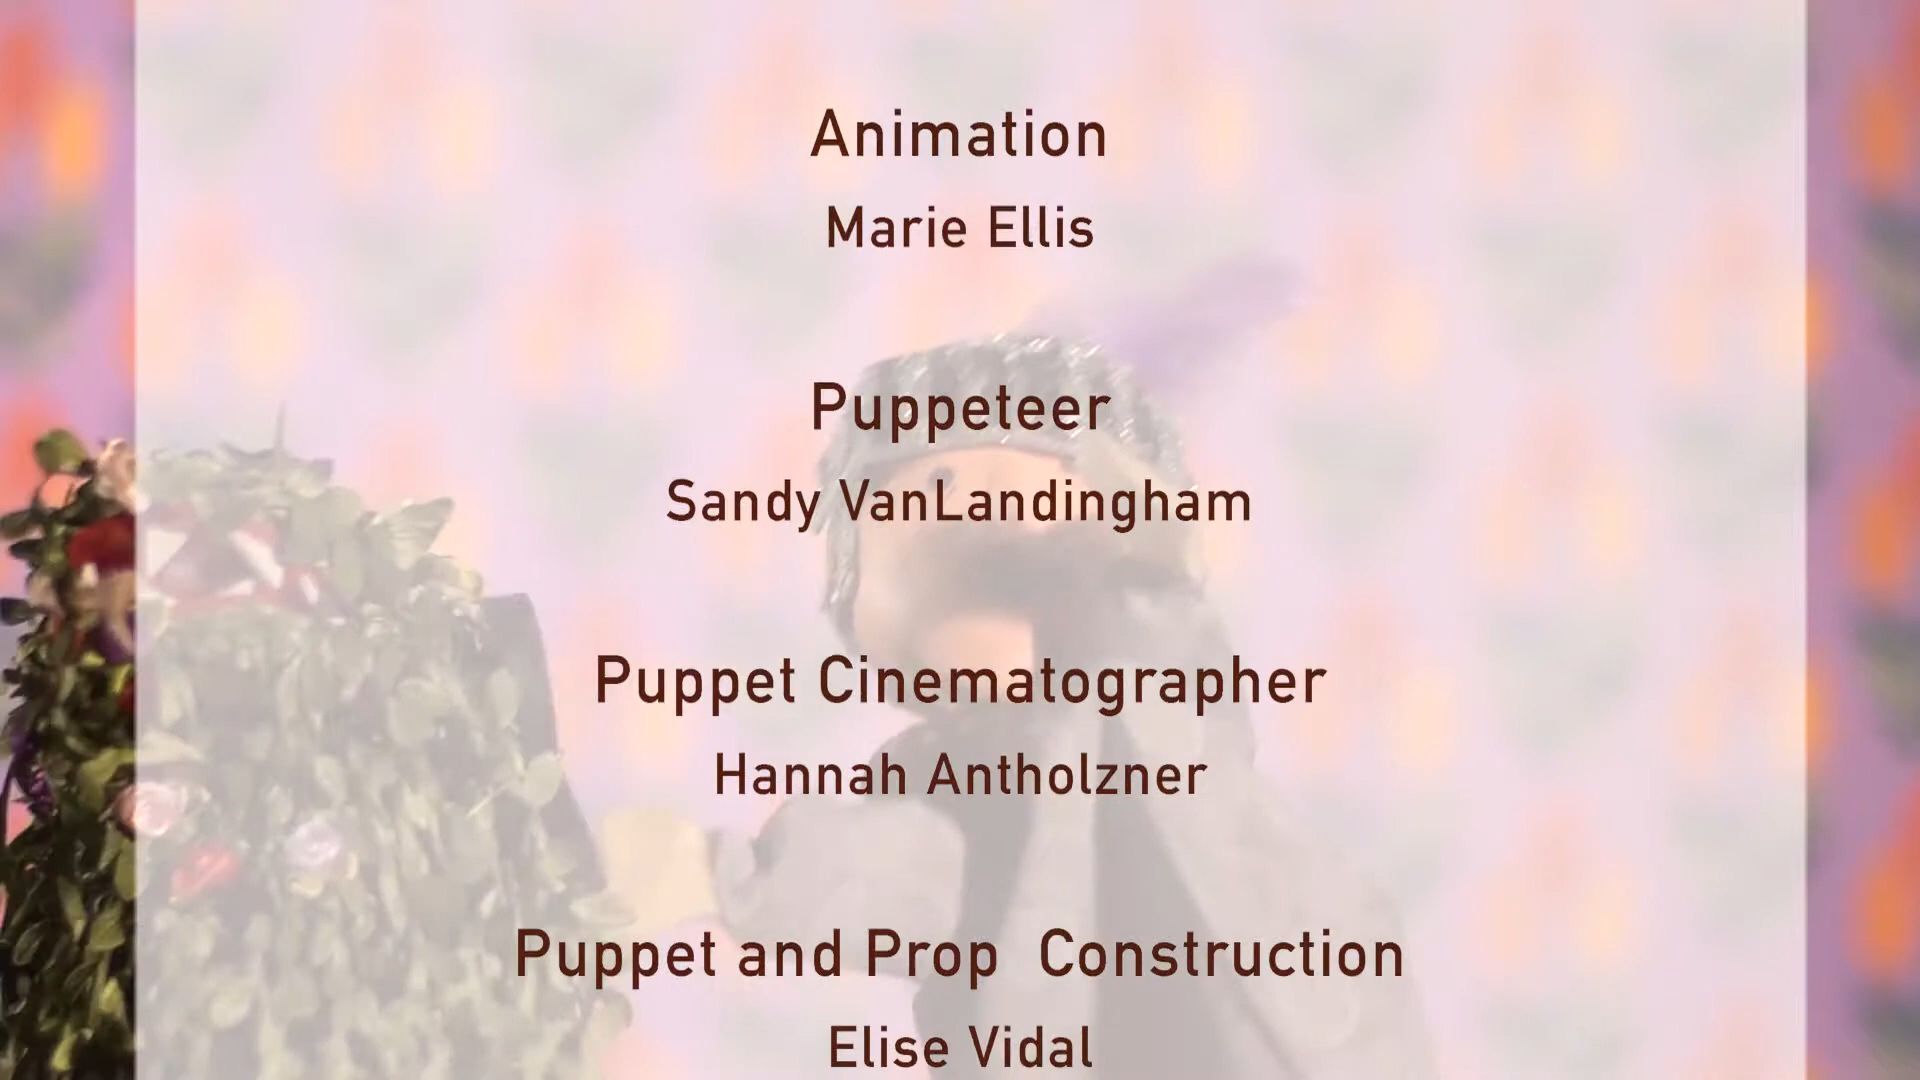 Animation
Marie Ellis
Puppeteer
Sandy VanLandingham
Puppet Cinematographer
Hannah Antholzner
Puppet and Prop  Construction
Elise Vidal